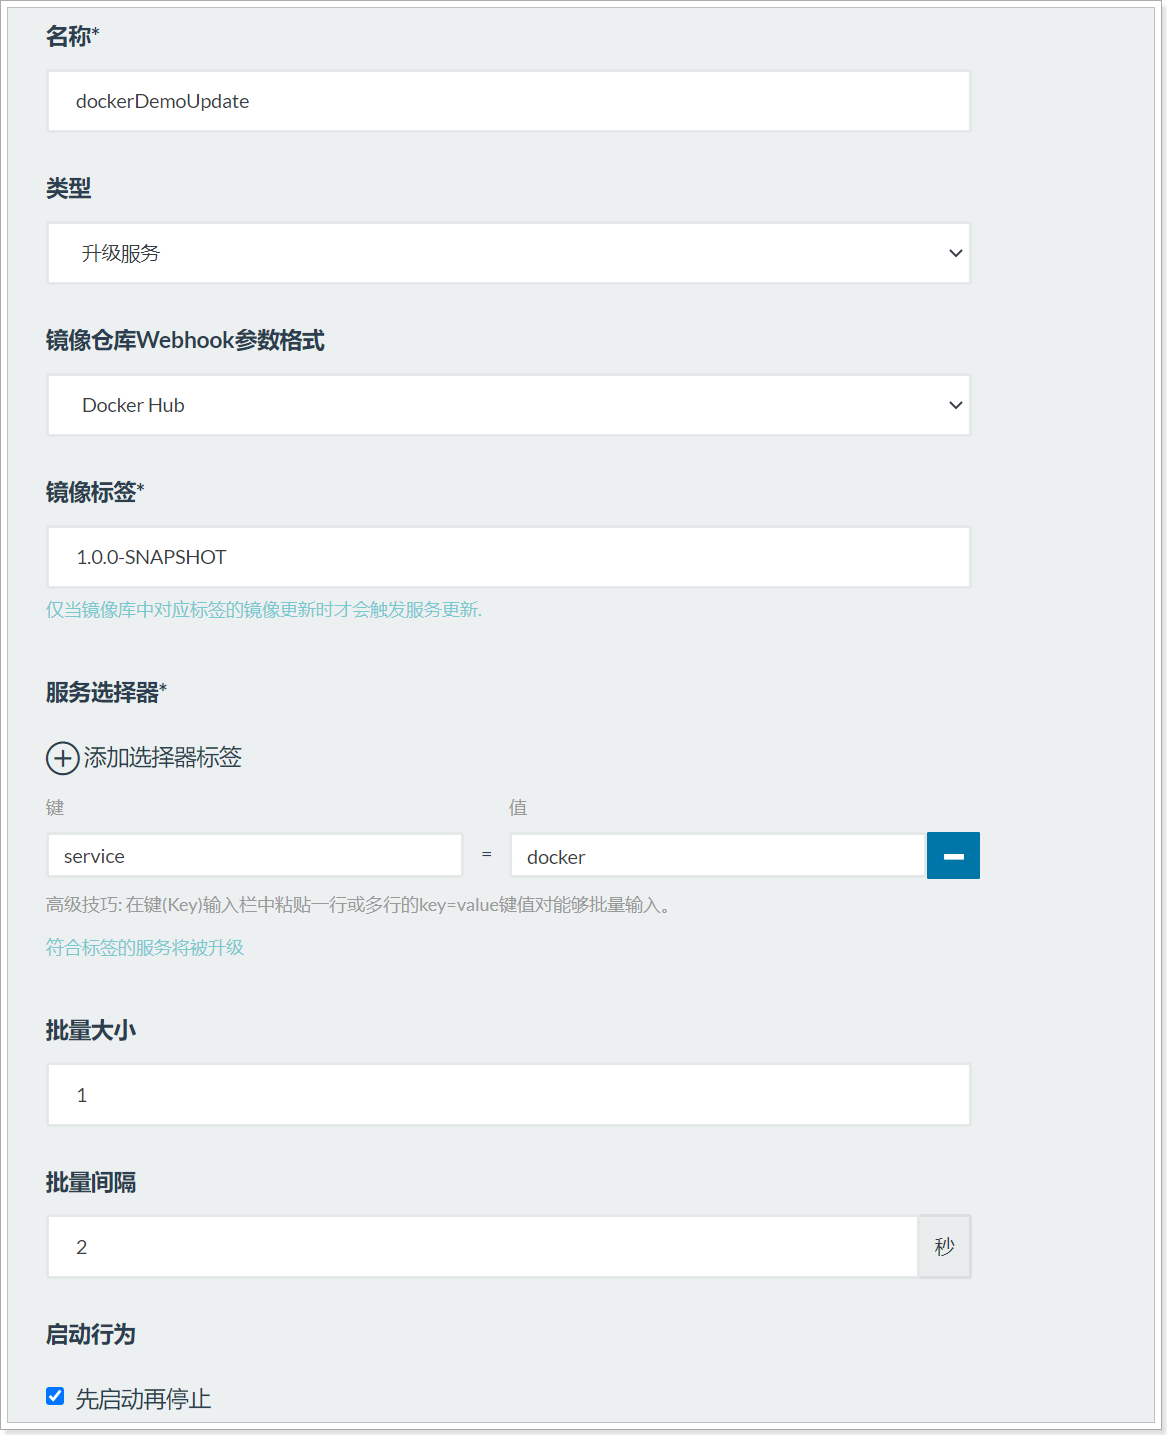 名称*
dockerDemoUpdate
类型
升级服务
镜像仓库Webhook参数格式
Docker Hub
镜像标签*
1.0.0-SNAPSHOT
仅当镜像库中对应标签的镜像更新时才会触发服务更新.
服务选择器*
添加选择器标签
键 值
service = docker
高级技巧: 在键(Key)输入栏中粘贴一行或多行的key=value键值对能够批量输入。
符合标签的服务将被升级
批量大小
1
批量间隔
2 秒
启动行为
先启动再停止